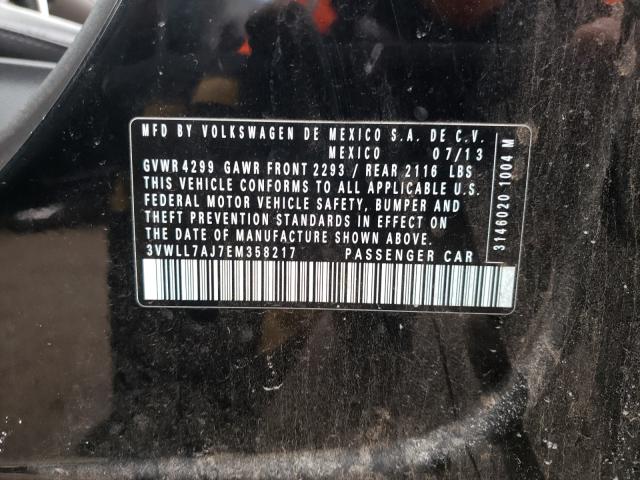 MFD BY VOLKSWAGEN DE MEXICO S.A. DE C.V.
MEXICO 07/13
GVWR 4299 GAWR FRONT 2293 / REAR 2116 LBS
THIS VEHICLE CONFORMS TO ALL APPLICABLE U.S.
FEDERAL MOTOR VEHICLE SAFETY, BUMPER AND
THEFT PREVENTION STANDARDS IN EFFECT ON
THE DATE OF MANUFACTURE SHOWN ABOVE.
3VWLL7AJ7EM358217 PASSENGER CAR
3146020 1004 M